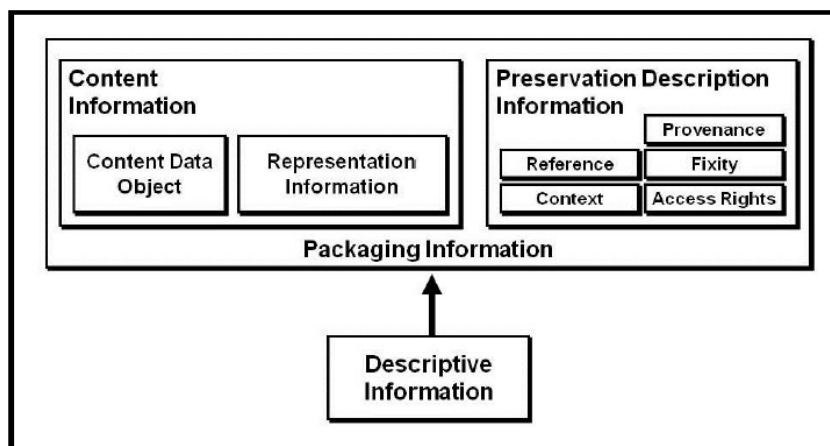 Content
Information
Content Data
Object
Representation
Information
Preservation Description
Information
Provenance
Reference
Fixity
Context
Access Rights
Packaging Information
Descriptive
Information